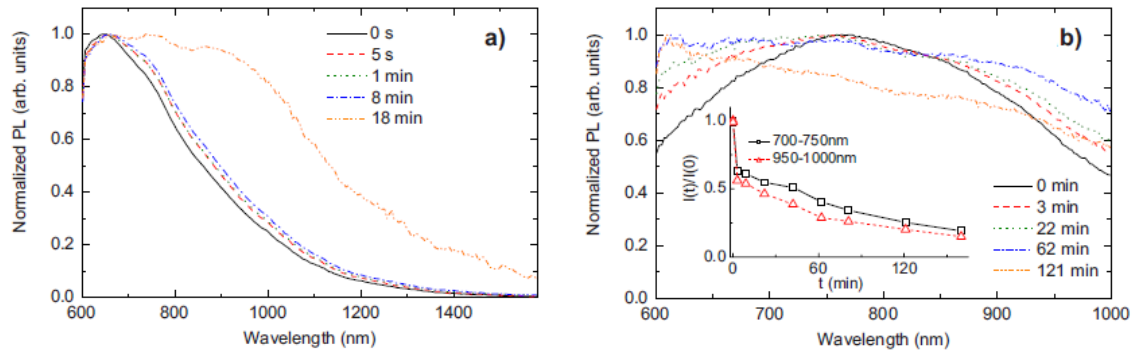 a)
Normalized PL (arb. units)
1.0
0.8
0.6
0.4
0.2
0.0
0 s
5 s
1 min
8 min
18 min
600 800 1000 1200 1400
Wavelength (nm)
b)
Normalized PL (arb. units)
1.0
0.8
0.6
0.4
0.2
0.0
I(t)/I(0)
1.0
0.5
0.0
700-750nm
950-1000nm
0 60 120
t (min)
0 min
3 min
22 min
62 min
121 min
600 700 800 900 1000
Wavelength (nm)